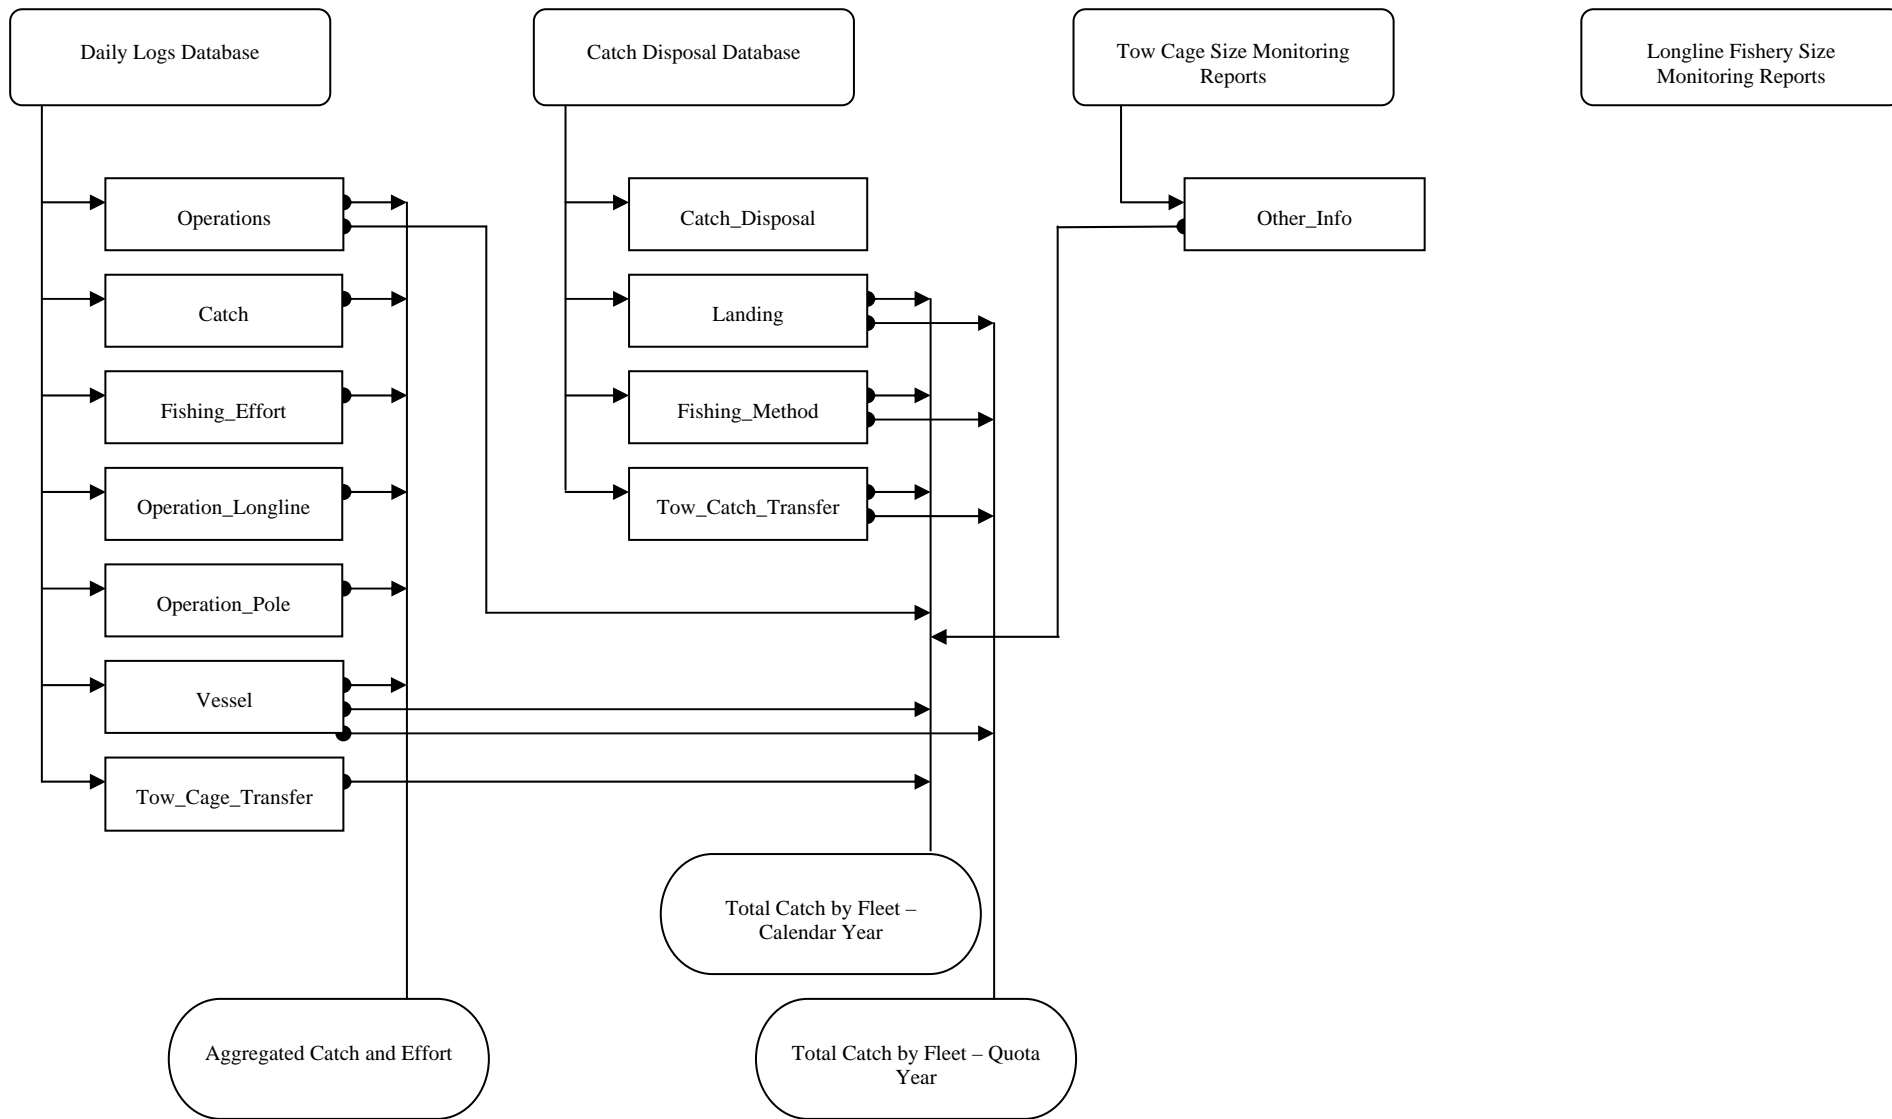 Daily Logs Database
Catch Disposal Database
Tow Cage Size Monitoring
Reports
Longline Fishery Size
Monitoring Reports
Operations
Catch_Disposal
Other_Info
Catch
Landing
Fishing_Effort
Fishing_Method
Operation_Longline
Tow_Catch_Transfer
Operation_Pole
Vessel
Tow_Cage_Transfer
Total Catch by Fleet –
Calendar Year
Aggregated Catch and Effort
Total Catch by Fleet – Quota
Year